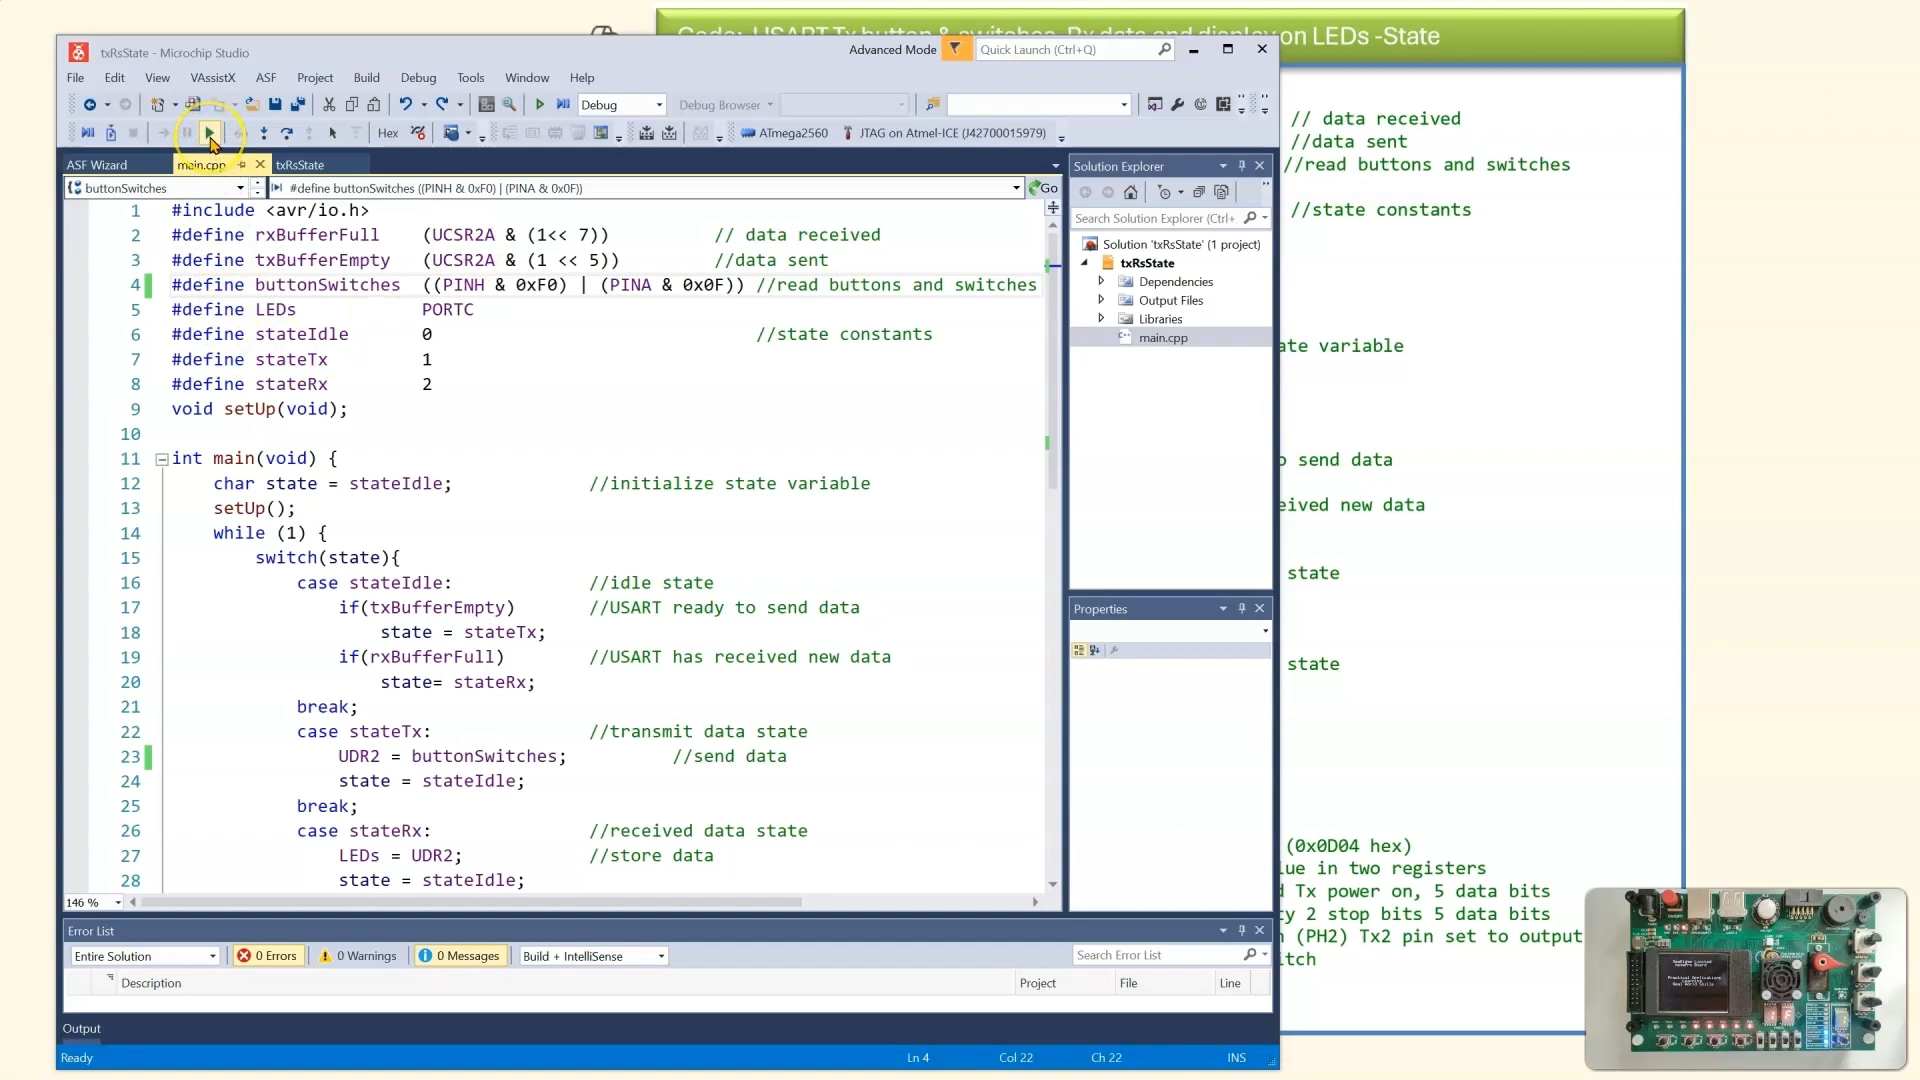 Code: USART Tx button & switches, Rx data and display on LEDs -State
txRsState - Microchip Studio
Advanced Mode
Quick Launch (Ctrl+Q)
File Edit View VAssistX ASF Project Build Debug Tools Window Help
Debug
Debug Browser
Hex
ATmega2560
JTAG on Atmel-ICE (J42700015979)
ASF Wizard
main.cpp
txRsState
buttonSwitches
#define buttonSwitches ((PINH & 0xF0) | (PINA & 0x0F))
Go
1 #include <avr/io.h>
2 #define rxBufferFull (UCSR2A & (1<< 7)) // data received
3 #define txBufferEmpty (UCSR2A & (1 << 5)) //data sent
4 #define buttonSwitches ((PINH & 0xF0) | (PINA & 0x0F)) //read buttons and switches
5 #define LEDs PORTC
6 #define stateIdle 0 //state constants
7 #define stateTx 1
8 #define stateRx 2
9 void setUp(void);
10
11 int main(void) {
12 char state = stateIdle; //initialize state variable
13 setUp();
14 while (1) {
15 switch(state){
16 case stateIdle: //idle state
17 if(txBufferEmpty) //USART ready to send data
18 state = stateTx;
19 if(rxBufferFull) //USART has received new data
20 state= stateRx;
21 break;
22 case stateTx: //transmit data state
23 UDR2 = buttonSwitches; //send data
24 state = stateIdle;
25 break;
26 case stateRx: //received data state
27 LEDs = UDR2; //store data
28 state = stateIdle;
146 %
Solution Explorer
Search Solution Explorer (Ctrl+
Solution 'txRsState' (1 project)
txRsState
Dependencies
Output Files
Libraries
main.cpp
Properties
Error List
Entire Solution
0 Errors
0 Warnings
0 Messages
Build + IntelliSense
Search Error List
Description Project File Line
Output
Ready Ln 4 Col 22 Ch 22 INS
// data received
//data sent
//read buttons and switches
//state constants
ate variable
o send data
eived new data
state
state
(0x0D04 hex)
lue in two registers
d Tx power on, 5 data bits
ty 2 stop bits 5 data bits
n (PH2) Tx2 pin set to output
itch